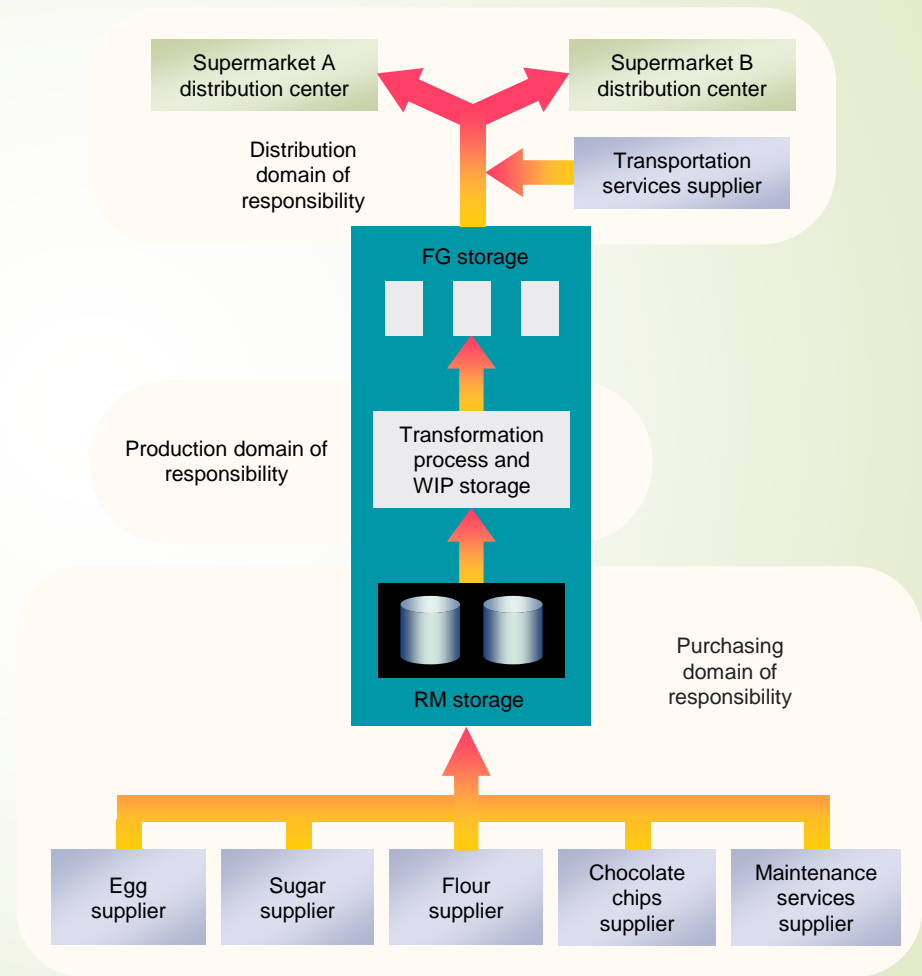 Supermarket A
distribution center
Supermarket B
distribution center
Distribution
domain of
responsibility
Transportation
services supplier
FG storage
Production domain of
responsibility
Transformation
process and
WIP storage
Purchasing
domain of
responsibility
RM storage
Egg
supplier
Sugar
supplier
Flour
supplier
Chocolate
chips
supplier
Maintenance
services
supplier